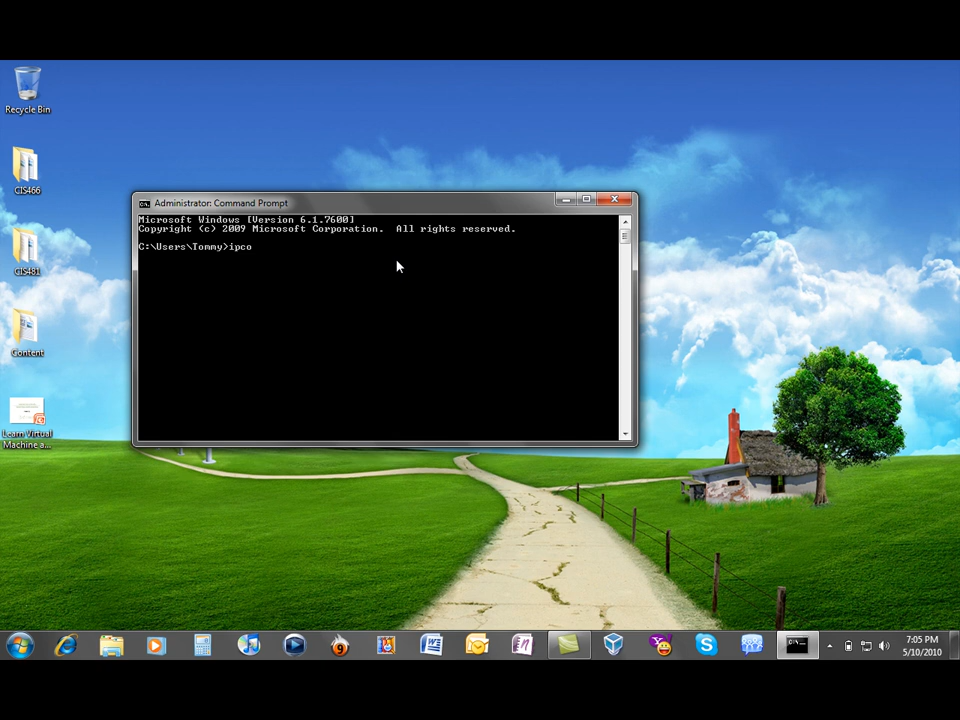 Recycle Bin
CIS466
CIS481
Content
Learn Virtual
Machine a...
Administrator: Command Prompt
Microsoft Windows [Version 6.1.7600]
Copyright (c) 2009 Microsoft Corporation.  All rights reserved.
C:\Users\Tommy>ipco
7:05 PM
5/10/2010